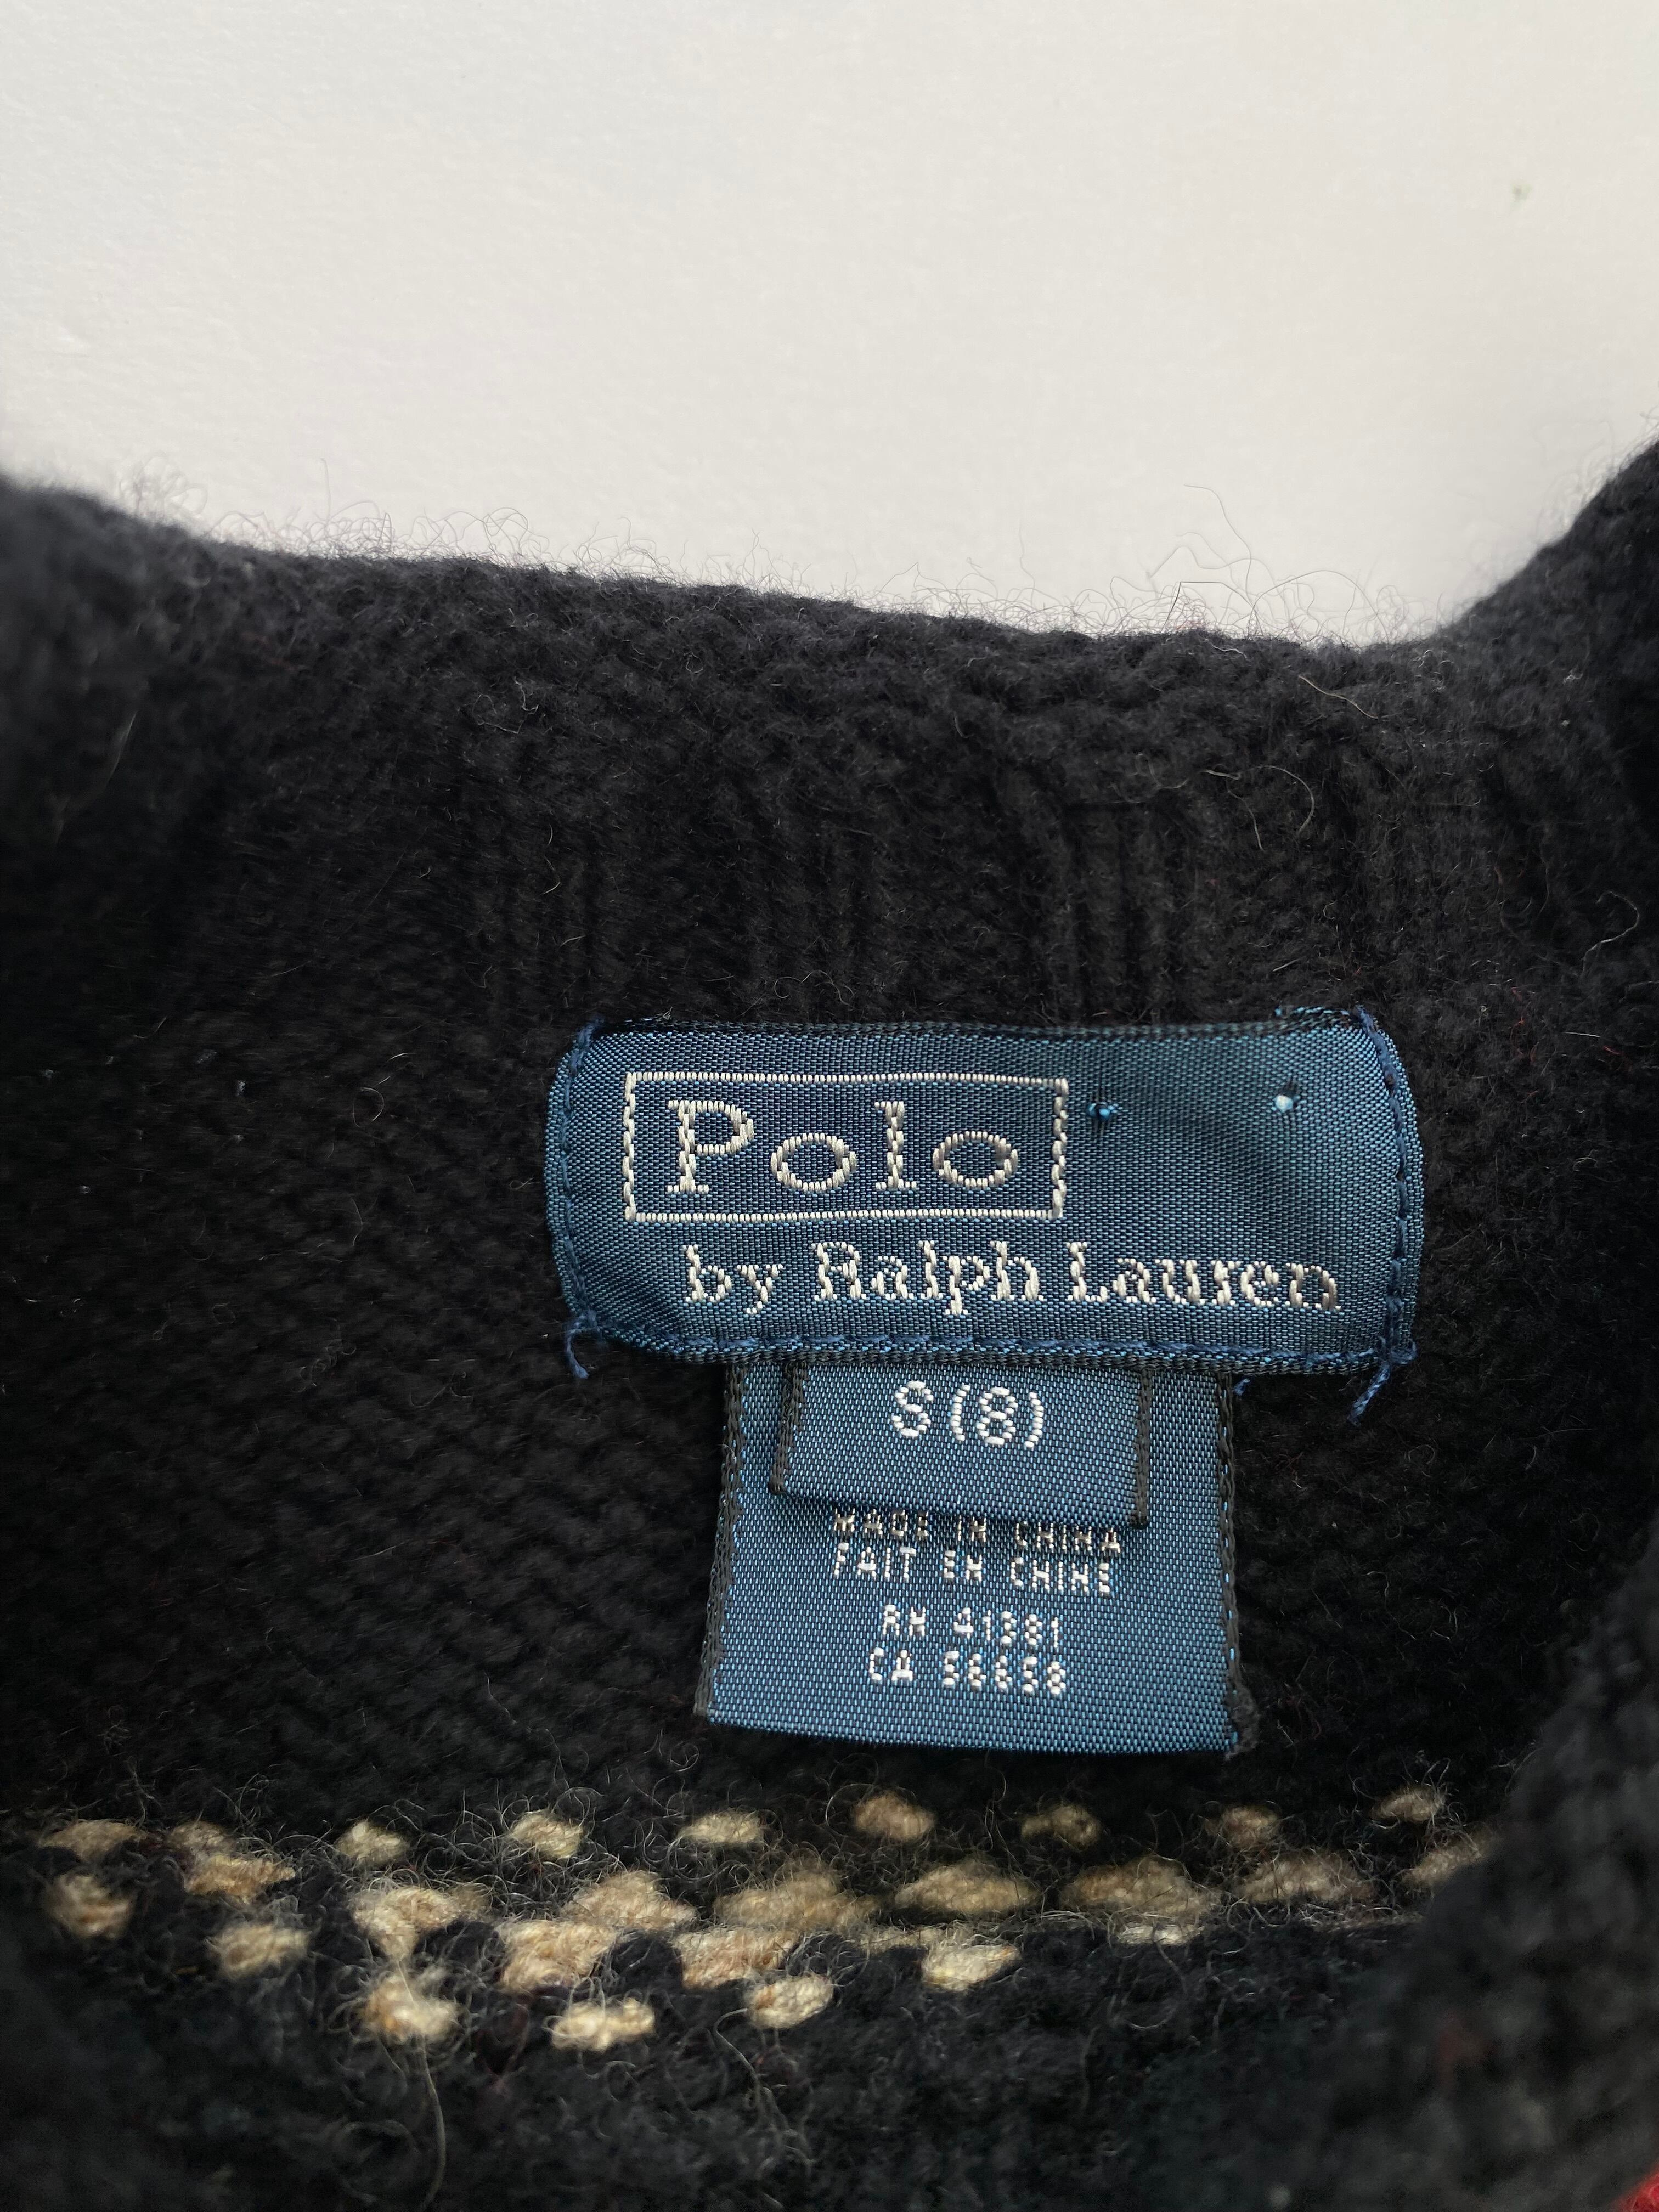 Polo
by Ralph Lauren
S (8)
MADE IN CHINA
FAIT EN CHINE
RN 41381
CA 56658